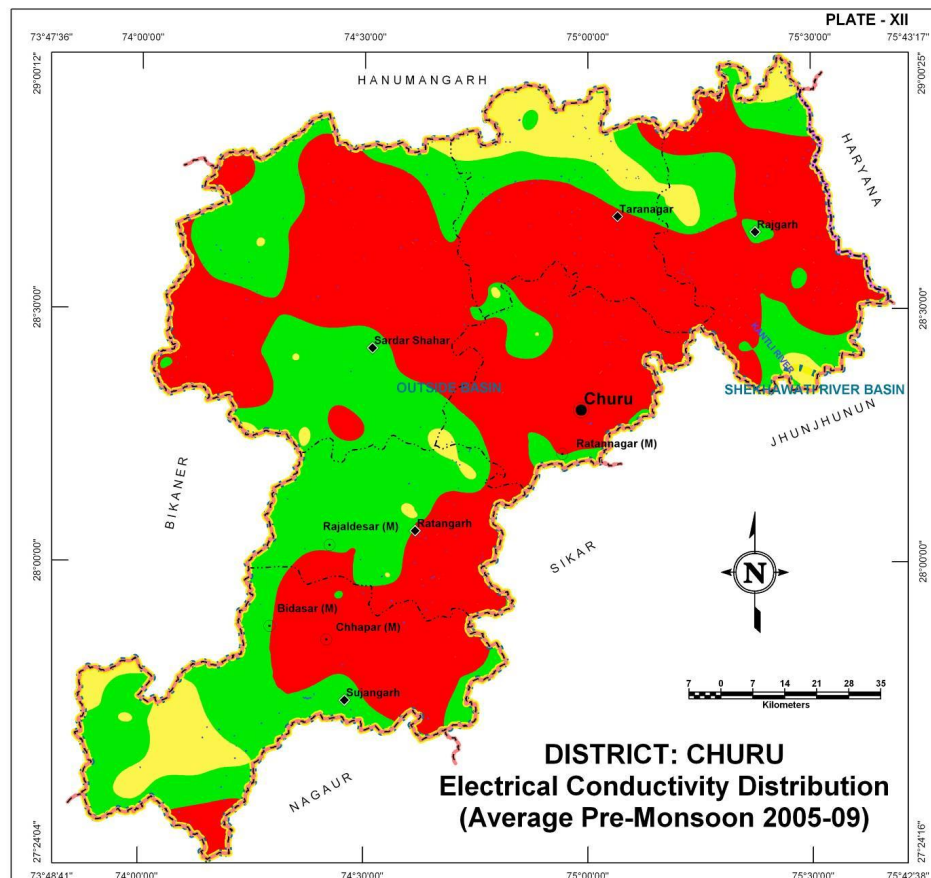 PLATE - XII
73°47'36"
74°00'00"
74°30'00"
75°00'00"
75°30'00"
75°43'17"
29°00'12"
29°00'25"
HANUMANGARH
HARYANA
Taranagar
Rajgarh
28°30'00"
28°30'00"
KANTLI RIVER
Sardar Shahar
OUTSIDE BASIN
SHEKHAWATI RIVER BASIN
Churu
JHUNJHUNUN
Ratannagar (M)
BIKANER
Rajaldesar (M)
Ratangarh
SIKAR
28°00'00"
28°00'00"
N
Bidasar (M)
Chhapar (M)
Sujangarh
7 0 7 14 21 28 35
Kilometers
DISTRICT: CHURU
Electrical Conductivity Distribution
(Average Pre-Monsoon 2005-09)
NAGAUR
27°24'04"
27°24'16"
73°48'41"
74°00'00"
74°30'00"
75°00'00"
75°30'00"
75°42'38"